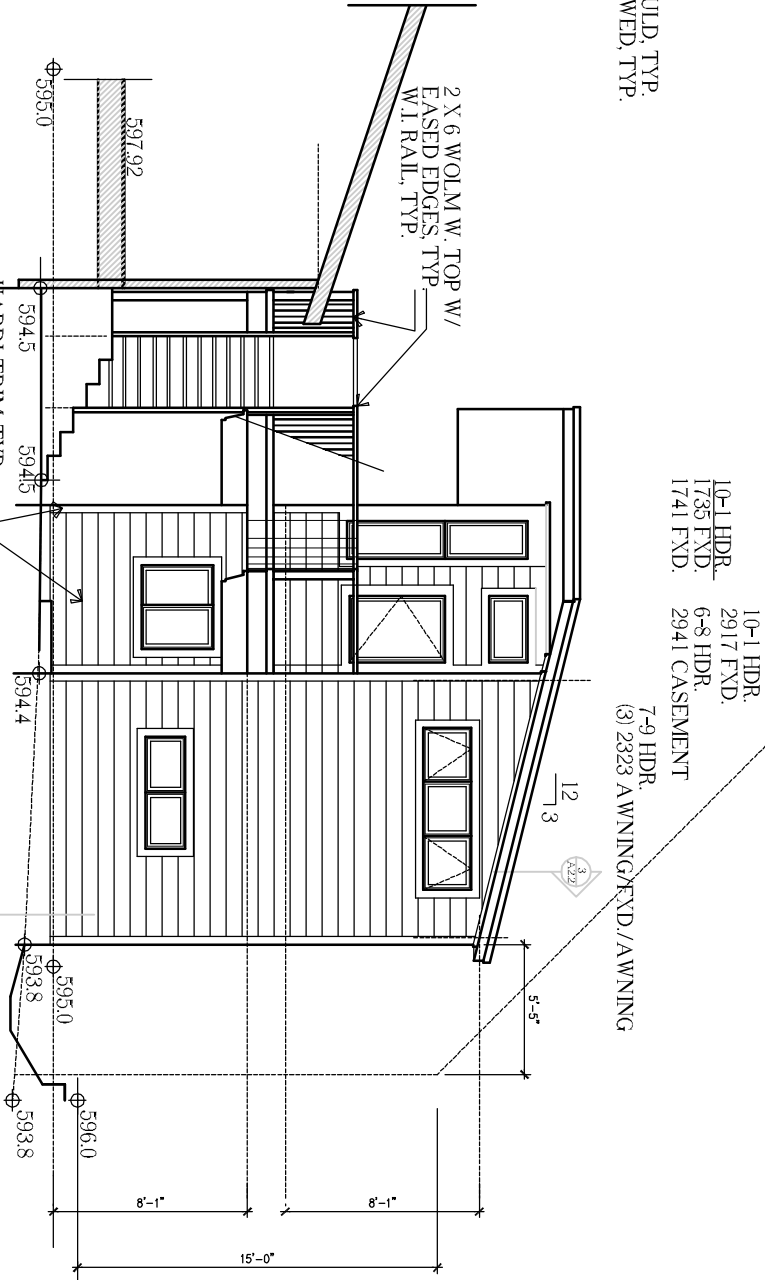 ULD, TYP.
WED, TYP.
2 X 6 WOLM W. TOP W/
EASED EDGES, TYP.
W.I. RAIL, TYP.
10-1 HDR.
1735 FXD.
1741 FXD.
10-1 HDR.
2917 FXD.
6-8 HDR.
2941 CASEMENT
7-9 HDR.
(3) 2323 AWNING/FXD./AWNING
12
3
3
A2.2
5'-5"
597.92
595.0
594.5
594.5
594.4
593.8
595.0
593.8
596.0
8'-1"
8'-1"
15'-0"